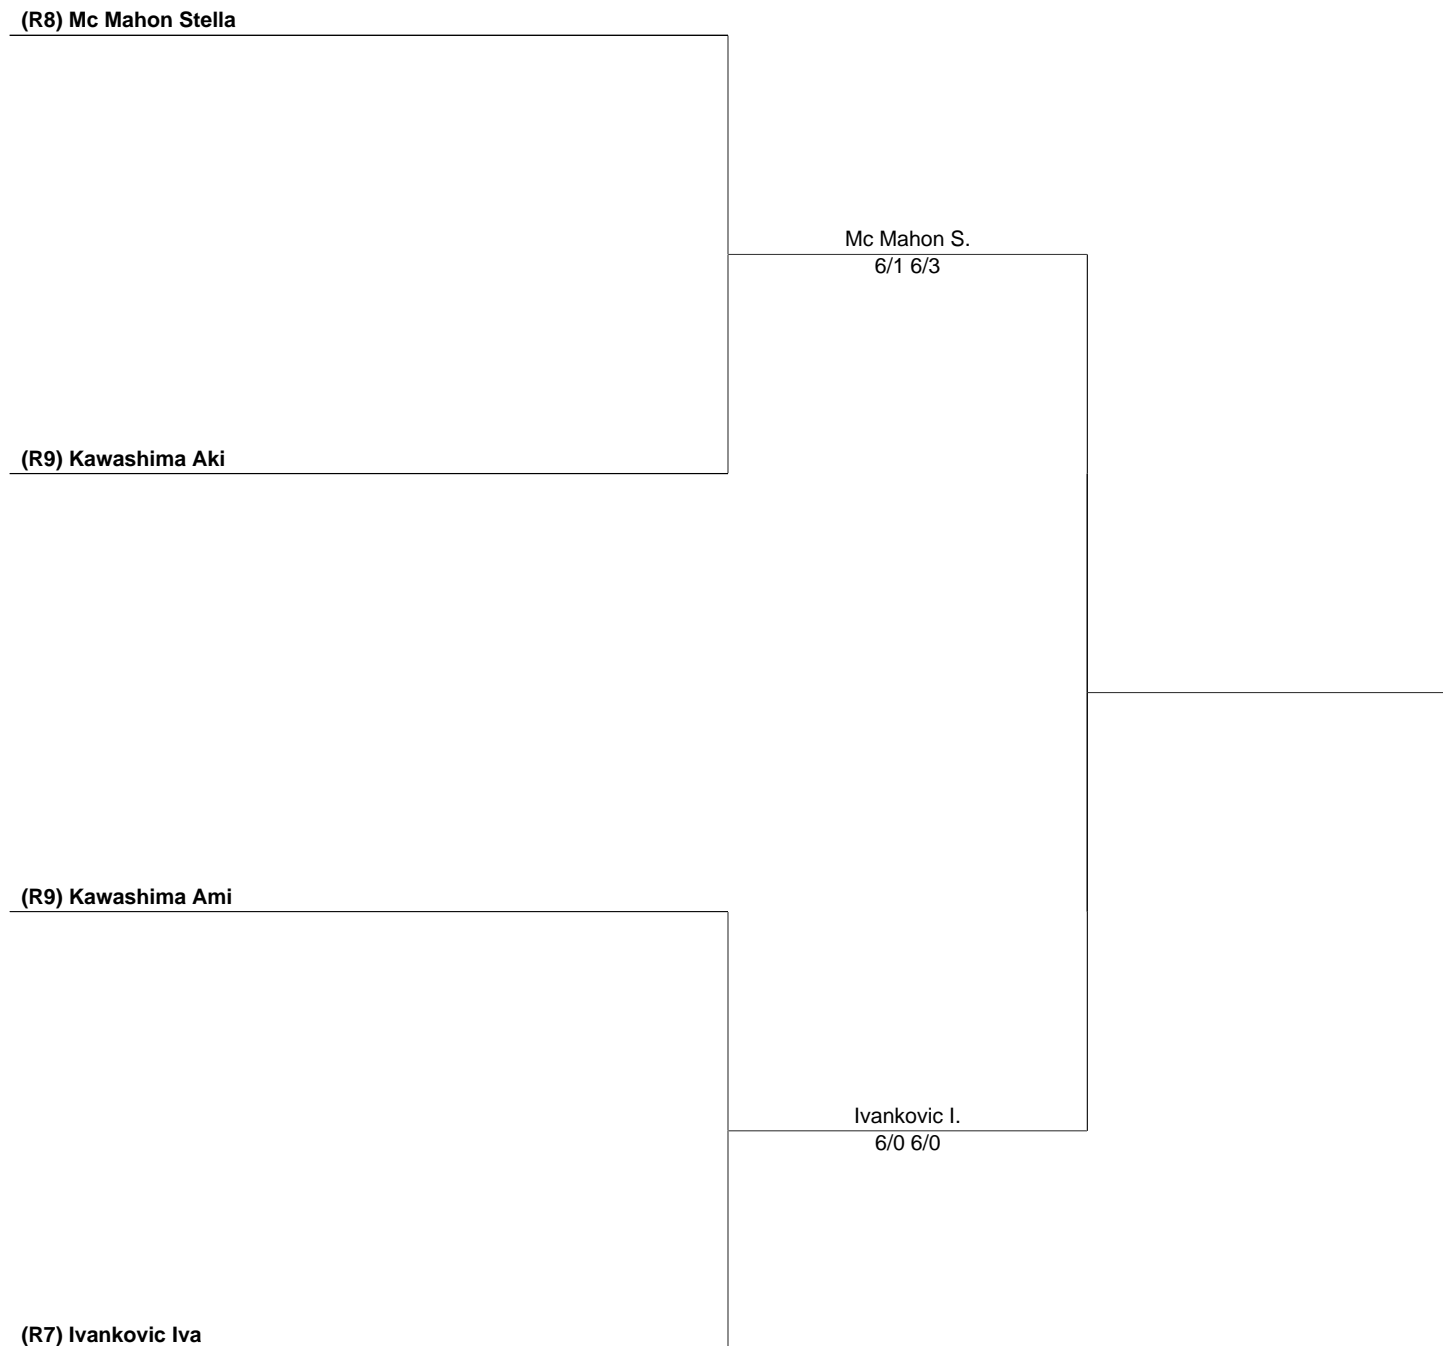 (R8) Mc Mahon Stella
Mc Mahon S.
6/1 6/3
(R9) Kawashima Aki
(R9) Kawashima Ami
Ivankovic I.
6/0 6/0
(R7) Ivankovic Iva